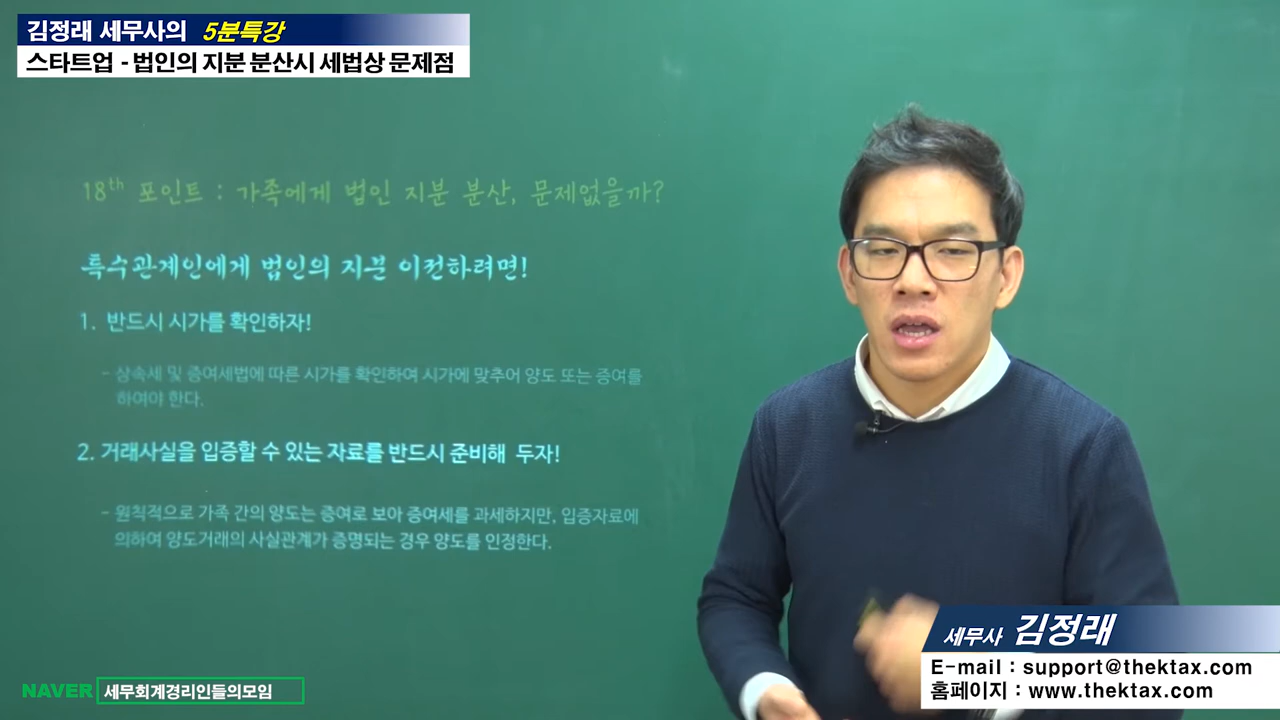 김정래 세무사의 5분특강
스타트업 - 법인의 지분 분산시 세법상 문제점
18th 포인트 : 가족에게 법인 지분 분산, 문제없을까?
특수관계인에게 법인의 지분 이전하려면!
1. 반드시 시가를 확인하자!
- 상속세 및 증여세법에 따른 시가를 확인하여 시가에 맞추어 양도 또는 증여를
하여야 한다.
2. 거래사실을 입증할 수 있는 자료를 반드시 준비해 두자!
- 원칙적으로 가족 간의 양도는 증여로 보아 증여세를 과세하지만, 입증자료에
의하여 양도거래의 사실관계가 증명되는 경우 양도를 인정한다.
세무사 김정래
E-mail : support@thektax.com
홈페이지 : www.thektax.com
NAVER 세무회계경리인들의모임